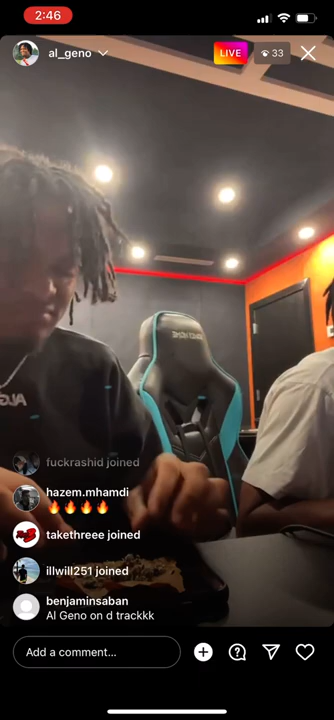 2:46
al_geno
LIVE
33
fuckrashid joined
hazem.mhamdi
🔥🔥🔥🔥
takethreee joined
illwill251 joined
benjaminsaban
Al Geno on d trackkk
Add a comment...